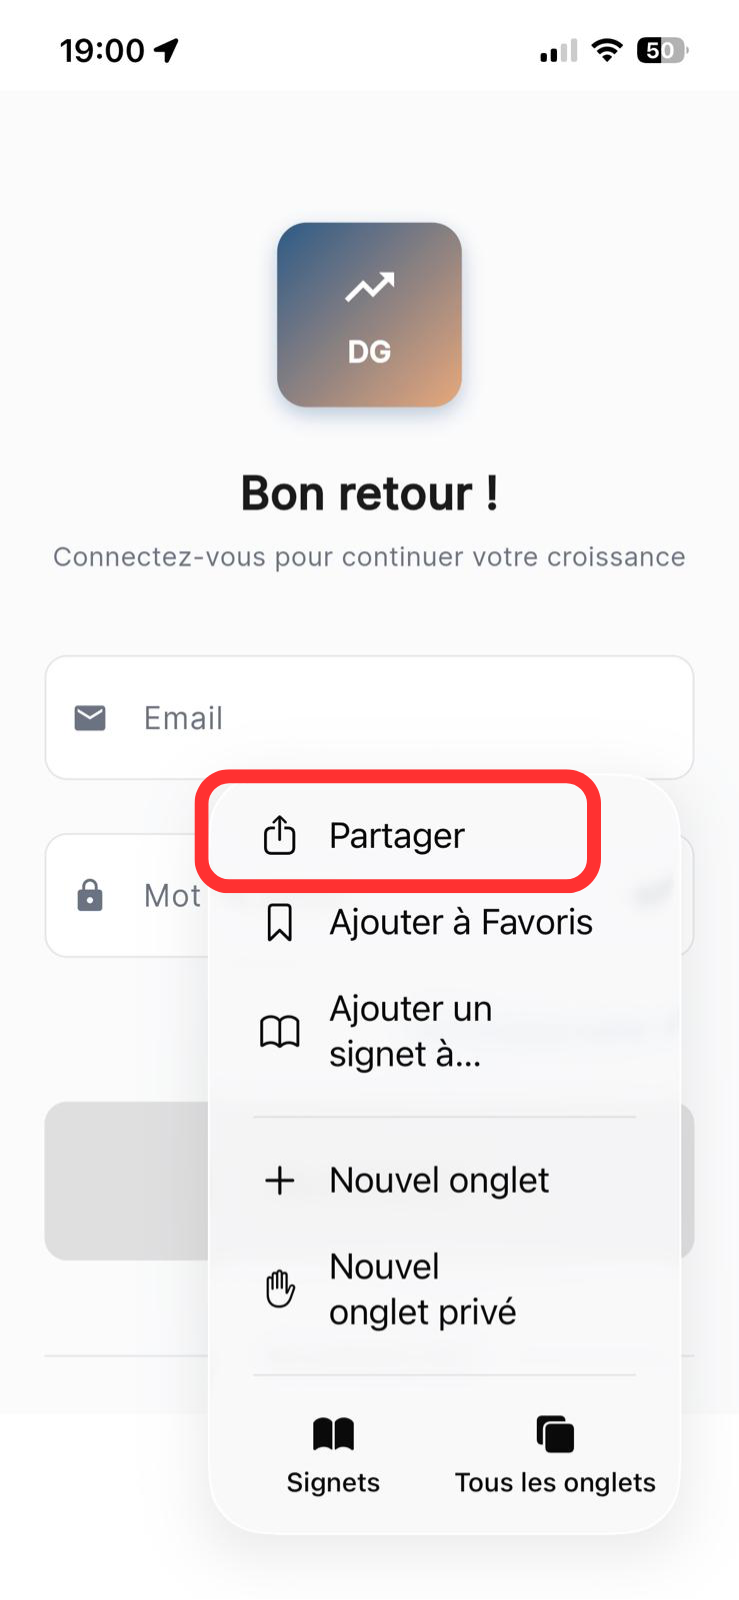 19:00
50
DG
Bon retour !
Connectez-vous pour continuer votre croissance
Email
Partager
Mot
Ajouter à Favoris
Ajouter un
signet à...
Nouvel onglet
Nouvel
onglet privé
Signets
Tous les onglets